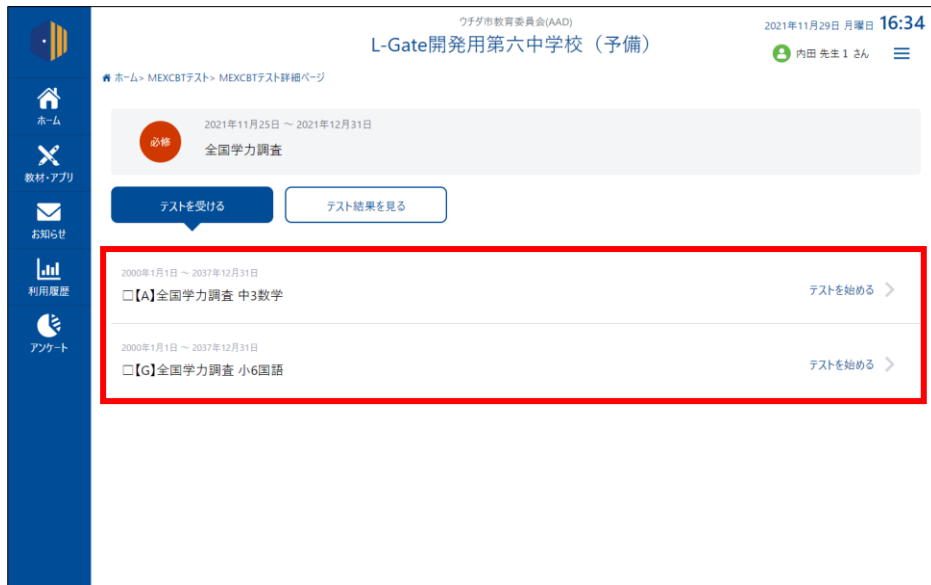 ウチダ市教育委員会(AAD)
L-Gate開発用第六中学校（予備）
2021年11月29日 月曜日 16:34
内田 先生1 さん
ホーム> MEXCBTテスト> MEXCBTテスト詳細ページ
ホーム
教材・アプリ
お知らせ
利用履歴
アンケート
必修
2021年11月25日 ～ 2021年12月31日
全国学力調査
テストを受ける
テスト結果を見る
2000年1月1日 ～ 2037年12月31日
□【A】全国学力調査 中3数学
テストを始める
2000年1月1日 ～ 2037年12月31日
□【G】全国学力調査 小6国語
テストを始める